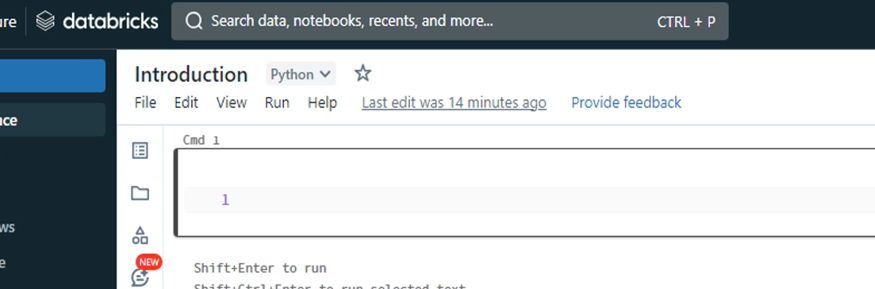 re databricks Search data, notebooks, recents, and more... CTRL + P
Introduction Python
File Edit View Run Help Last edit was 14 minutes ago Provide feedback
ce
Cmd 1
1
ws
e
NEW
Shift+Enter to run
Shift+Ctrl+Enter to run selected text